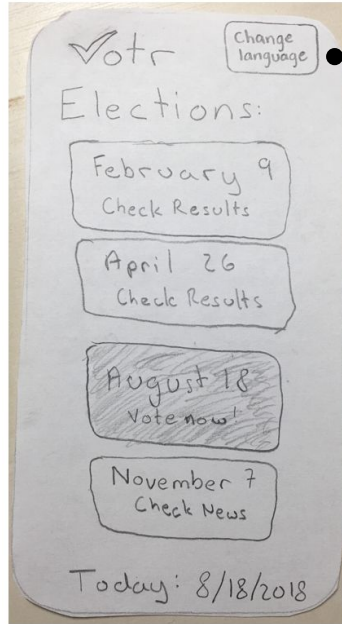 Votr
Change
language
Elections:
February 9
Check Results
April 26
Check Results
August 18
Vote now!
November 7
Check News
Today: 8/18/2018